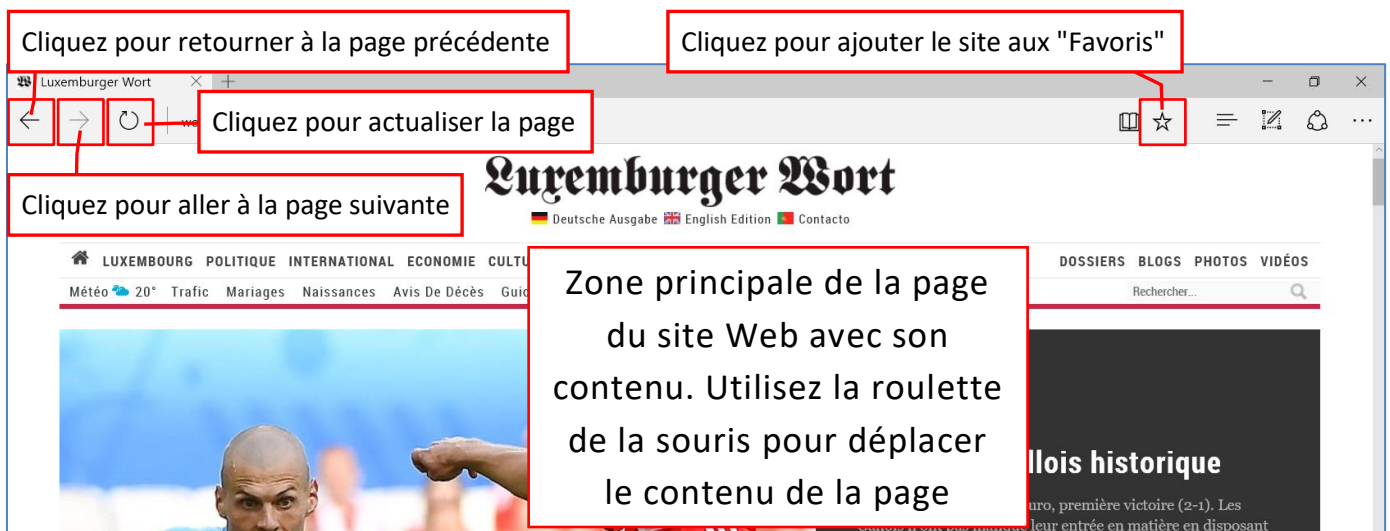 Cliquez pour retourner à la page précédente
Cliquez pour ajouter le site aux "Favoris"
Luxemburger Wort
Cliquez pour actualiser la page
Cliquez pour aller à la page suivante
Luxemburger Wort
Deutsche Ausgabe English Edition Contacto
LUXEMBOURG POLITIQUE INTERNATIONAL ECONOMIE
DOSSIERS BLOGS PHOTOS VIDÉOS
Météo 20° Trafic Mariages Naissances Avis De Décès
Rechercher...
Zone principale de la page
du site Web avec son
contenu. Utilisez la roulette
de la souris pour déplacer
le contenu de la page
historique
première victoire (2-1). Les
leur entrée en matière en disposant